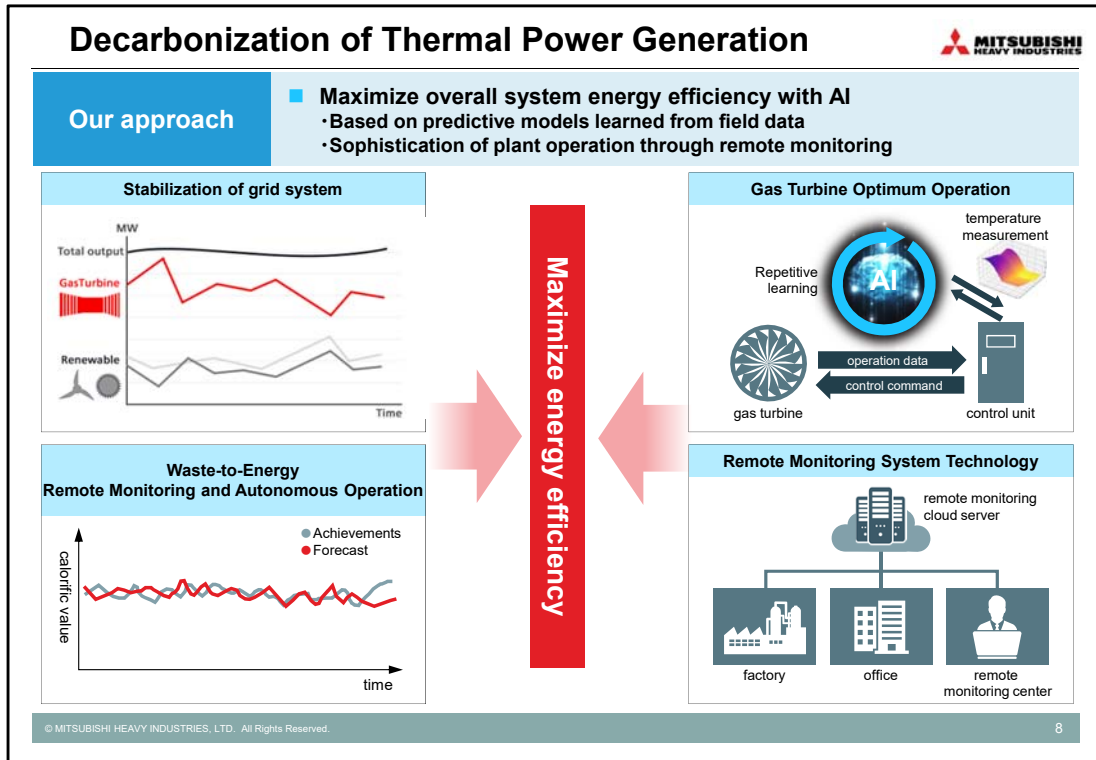 Decarbonization of Thermal Power Generation
MITSUBISHI
HEAVY INDUSTRIES
Our approach
■ Maximize overall system energy efficiency with AI
・Based on predictive models learned from field data
・Sophistication of plant operation through remote monitoring
Stabilization of grid system
MW
Total output
GasTurbine
Renewable
Time
Waste-to-Energy
Remote Monitoring and Autonomous Operation
Achievements
Forecast
calorific value
time
Maximize energy efficiency
Gas Turbine Optimum Operation
temperature
measurement
Repetitive
learning
AI
operation data
control command
gas turbine
control unit
Remote Monitoring System Technology
remote monitoring
cloud server
factory
office
remote
monitoring center
© MITSUBISHI HEAVY INDUSTRIES, LTD. All Rights Reserved.
8